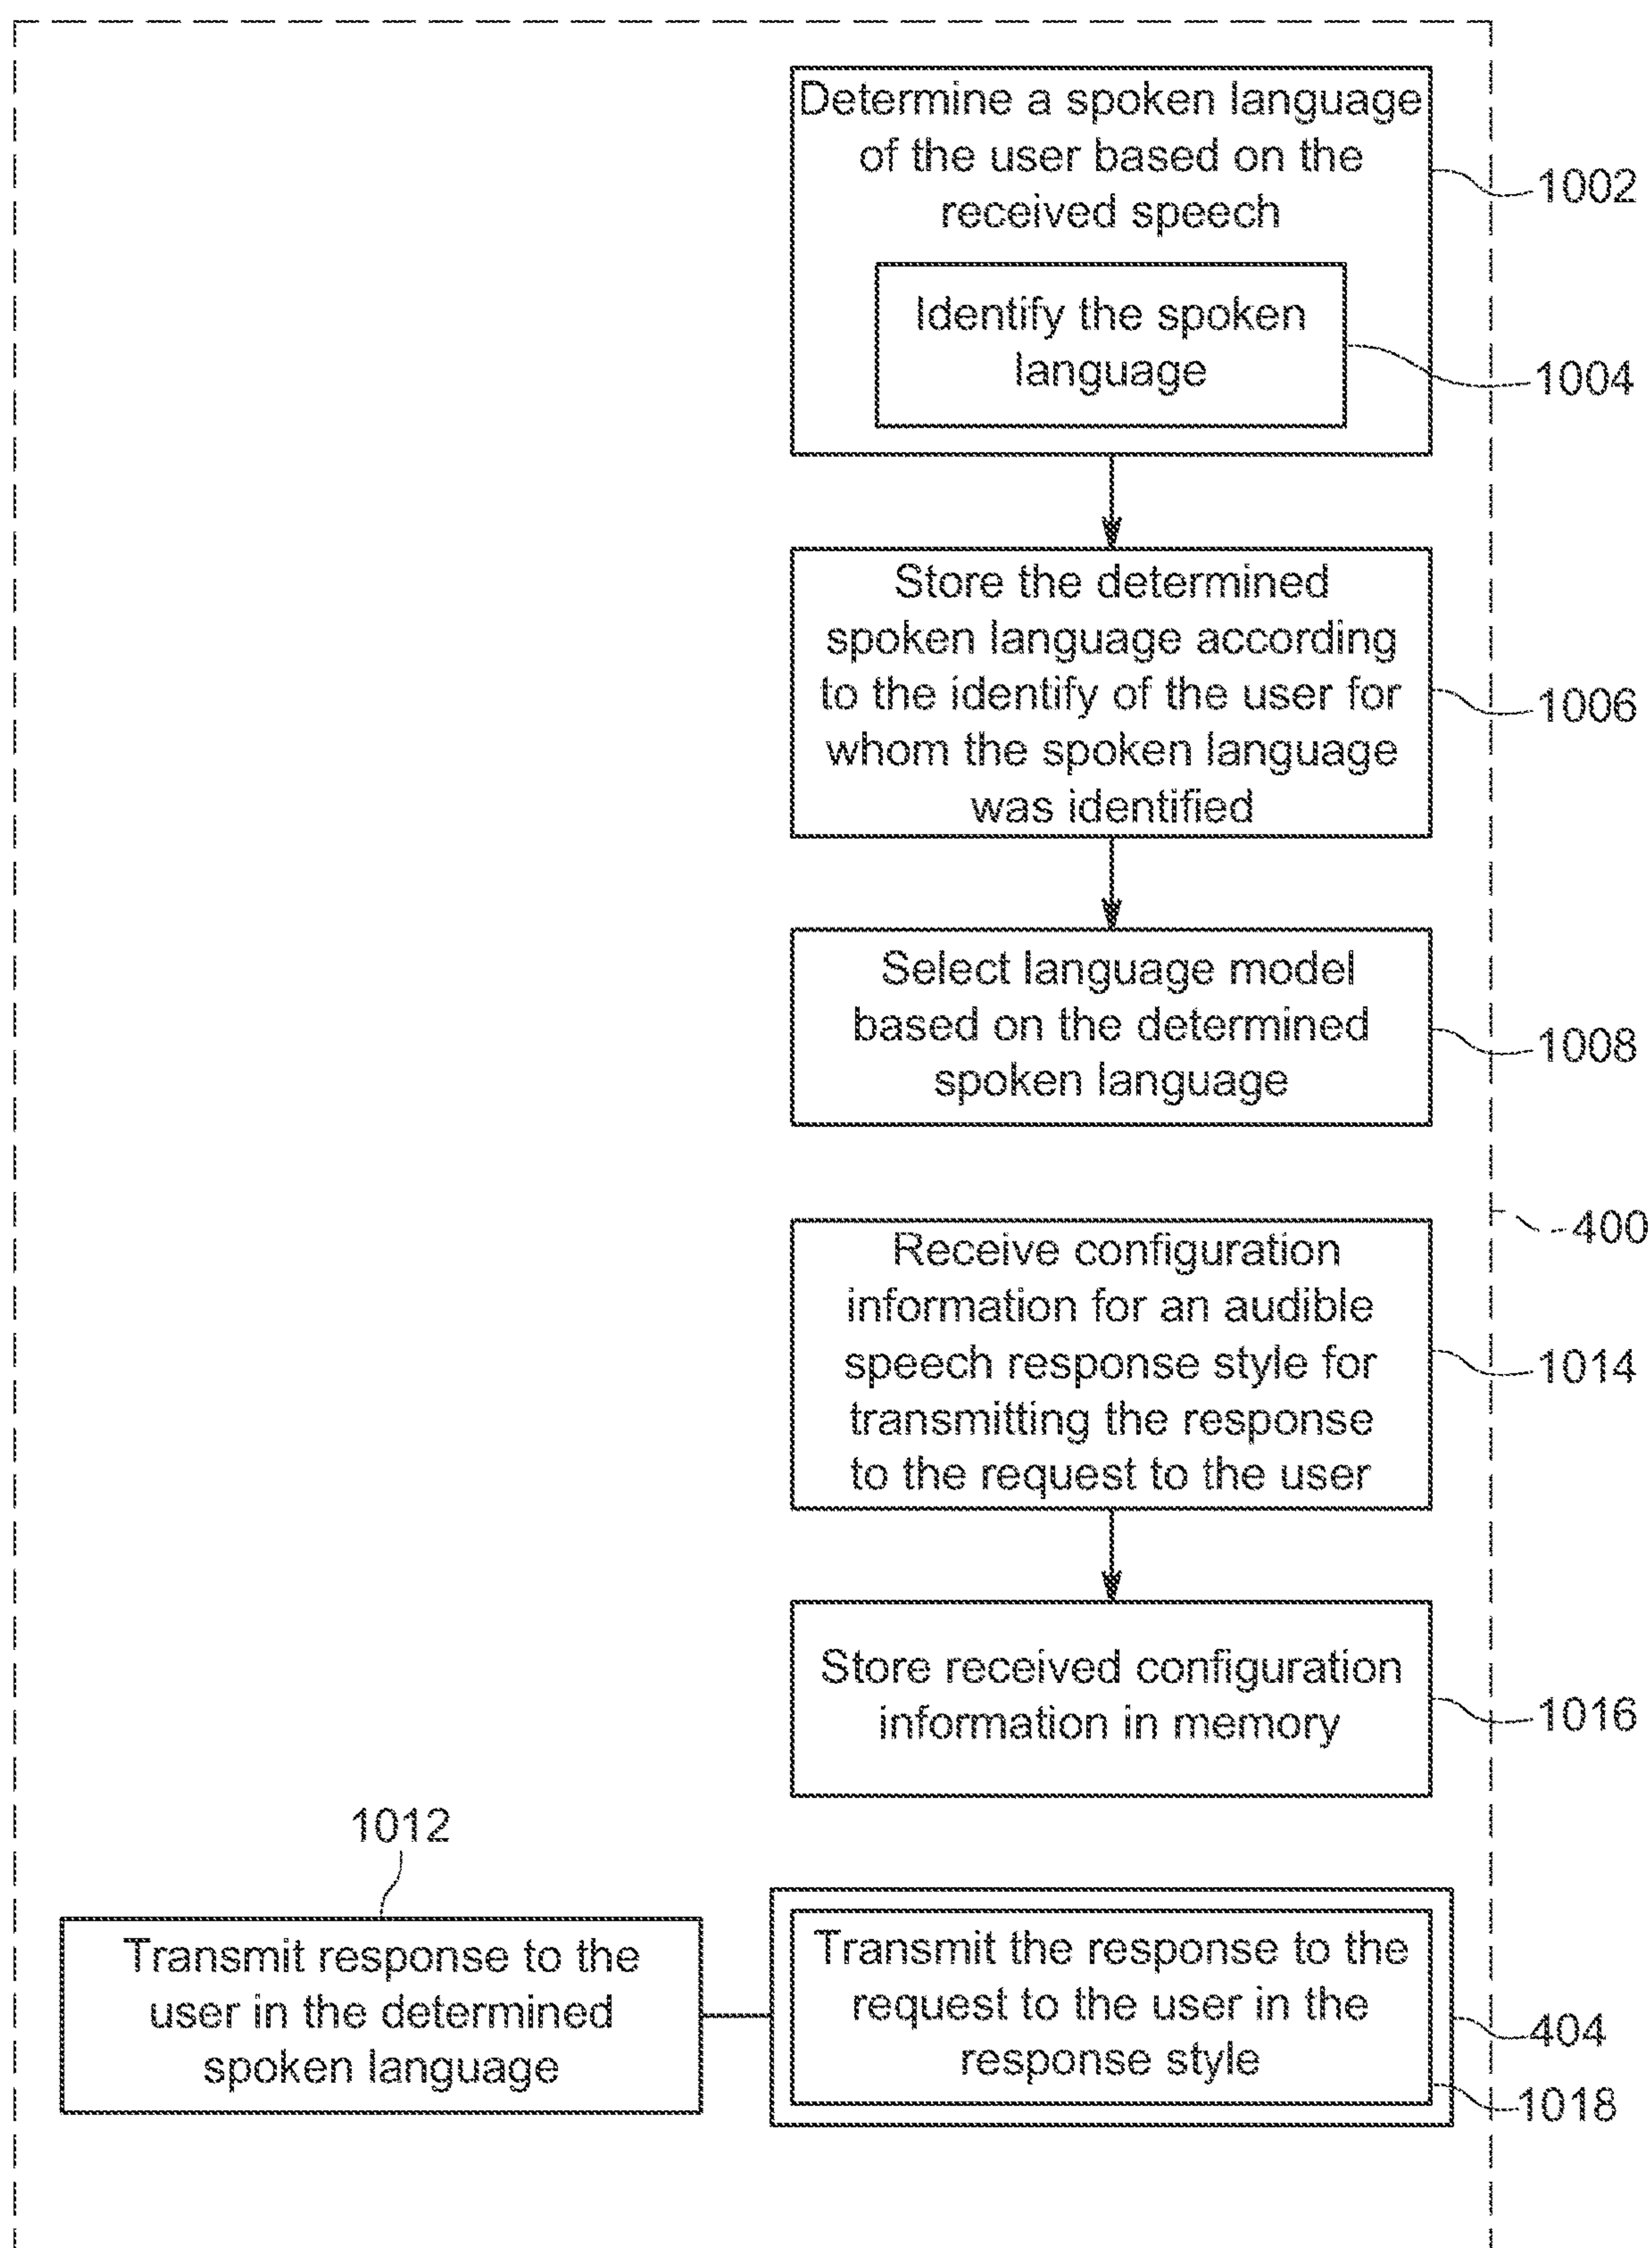 Determine a spoken language
of the user based on the
received speech
1002
Identify the spoken
language
1004
Store the determined
spoken language according
to the identify of the user for
whom the spoken language
was identified
1006
Select language model
based on the determined
spoken language
1008
400
Receive configuration
information for an audible
speech response style for
transmitting the response
to the request to the user
1014
Store received configuration
information in memory
1016
1012
Transmit response to the
user in the determined
spoken language
Transmit the response to the
request to the user in the
response style
404
1018